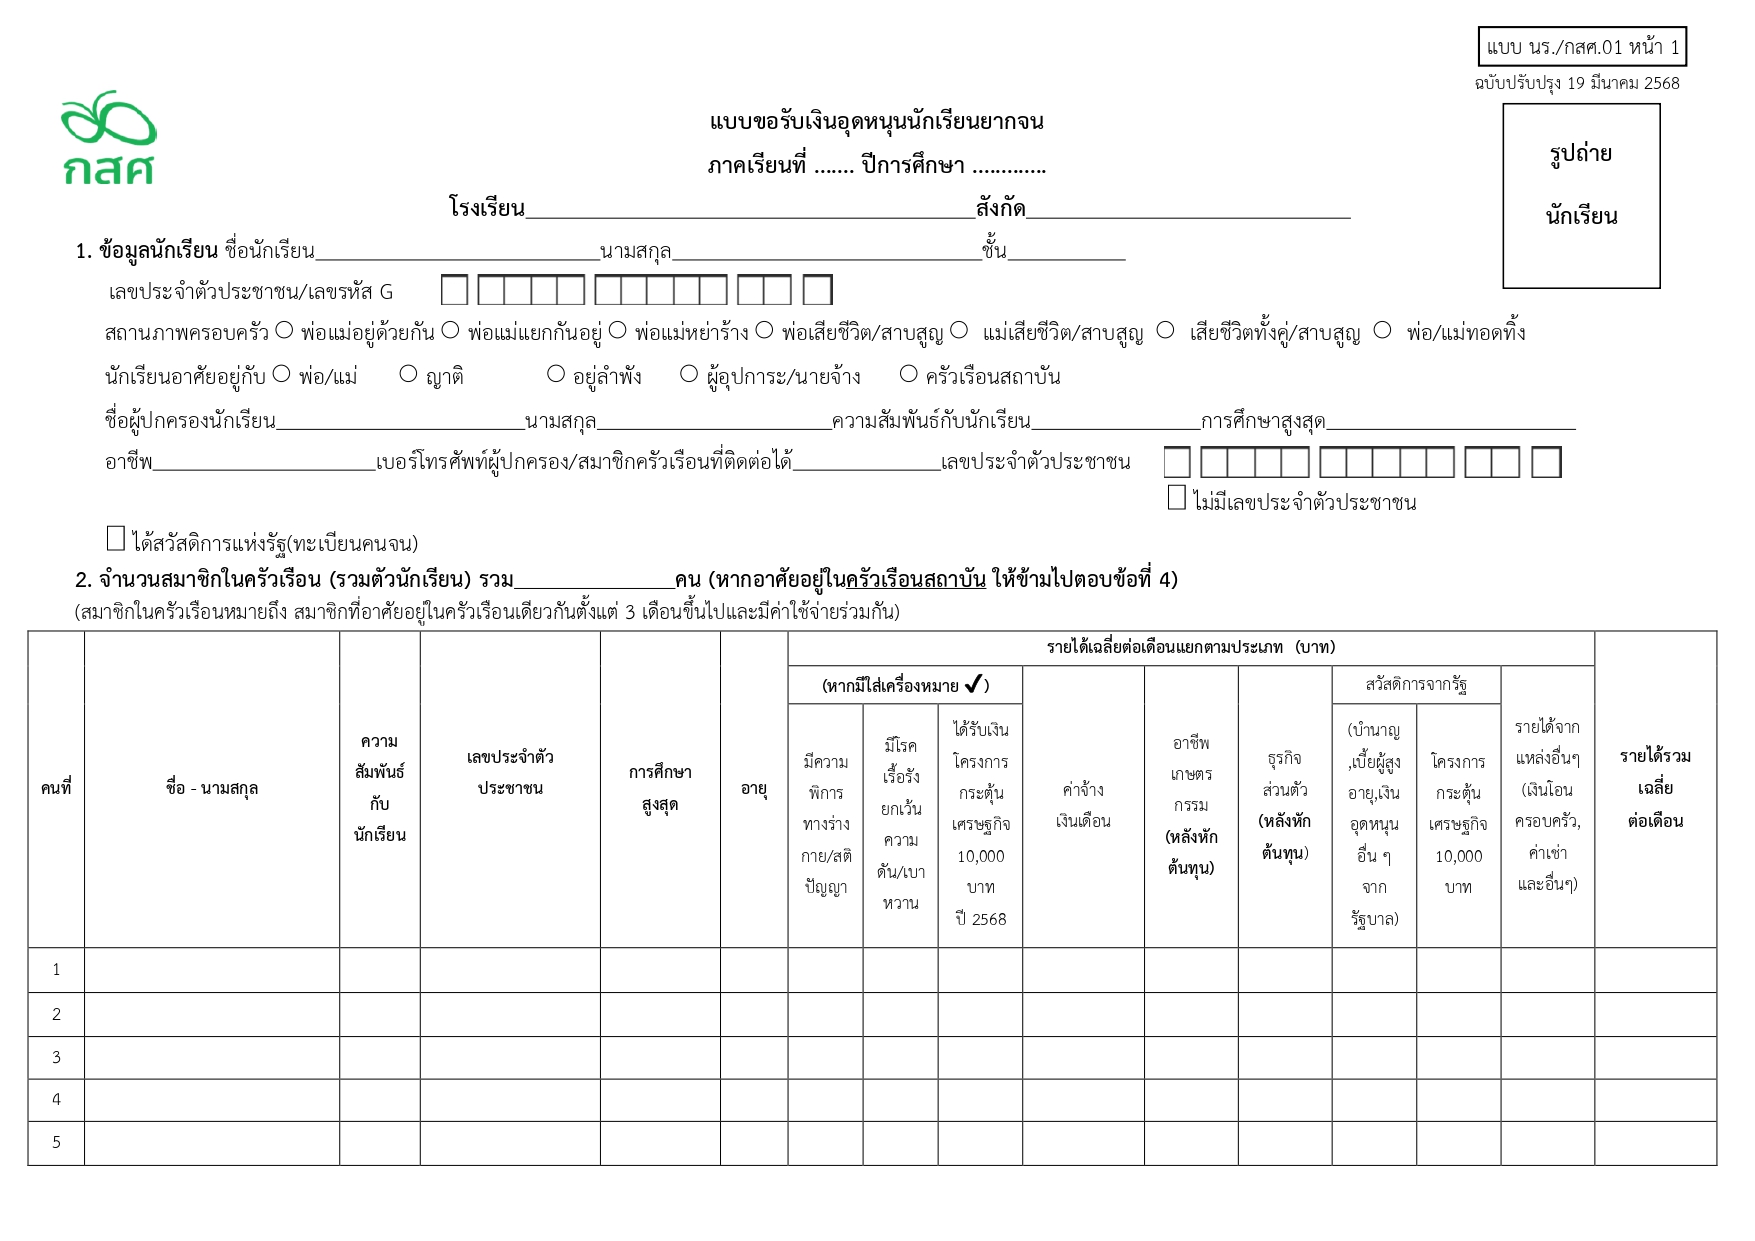 แบบ นร./กสศ.01 หน้า 1
ฉบับปรับปรุง 19 มีนาคม 2568
กสศ
แบบขอรับเงินอุดหนุนนักเรียนยากจน
ภาคเรียนที่ ....... ปีการศึกษา .............
รูปถ่าย
นักเรียน
โรงเรียน__________สังกัด__________
1. ข้อมูลนักเรียน ชื่อนักเรียน__________นามสกุล__________ชั้น__________
เลขประจำตัวประชาชน/เลขรหัส G
สถานภาพครอบครัว ○ พ่อแม่อยู่ด้วยกัน ○ พ่อแม่แยกกันอยู่ ○ พ่อแม่หย่าร้าง ○ พ่อเสียชีวิต/สาบสูญ ○ แม่เสียชีวิต/สาบสูญ ○ เสียชีวิตทั้งคู่/สาบสูญ ○ พ่อ/แม่ทอดทิ้ง
นักเรียนอาศัยอยู่กับ ○ พ่อ/แม่ ○ ญาติ ○ อยู่ลำพัง ○ ผู้อุปการะ/นายจ้าง ○ ครัวเรือนสถาบัน
ชื่อผู้ปกครองนักเรียน__________นามสกุล__________ความสัมพันธ์กับนักเรียน__________การศึกษาสูงสุด__________
อาชีพ__________เบอร์โทรศัพท์ผู้ปกครอง/สมาชิกครัวเรือนที่ติดต่อได้__________เลขประจำตัวประชาชน
☐ ไม่มีเลขประจำตัวประชาชน
☐ ได้สวัสดิการแห่งรัฐ(ทะเบียนคนจน)
2. จำนวนสมาชิกในครัวเรือน (รวมตัวนักเรียน) รวม__________คน (หากอาศัยอยู่ในครัวเรือนสถาบัน ให้ข้ามไปตอบข้อที่ 4)
(สมาชิกในครัวเรือนหมายถึง สมาชิกที่อาศัยอยู่ในครัวเรือนเดียวกันตั้งแต่ 3 เดือนขึ้นไปและมีค่าใช้จ่ายร่วมกัน)
คนที่
ชื่อ - นามสกุล
ความ
สัมพันธ์
กับ
นักเรียน
เลขประจำตัว
ประชาชน
การศึกษา
สูงสุด
อายุ
รายได้เฉลี่ยต่อเดือนแยกตามประเภท (บาท)
(หากมีใส่เครื่องหมาย ✔)
มีความ
พิการ
ทางร่าง
กาย/สติ
ปัญญา
มีโรค
เรื้อรัง
ยกเว้น
ความ
ดัน/เบา
หวาน
ได้รับเงิน
โครงการ
กระตุ้น
เศรษฐกิจ
10,000
บาท
ปี 2568
ค่าจ้าง
เงินเดือน
อาชีพ
เกษตร
กรรม
(หลังหัก
ต้นทุน)
ธุรกิจ
ส่วนตัว
(หลังหัก
ต้นทุน)
สวัสดิการจากรัฐ
(บำนาญ
,เบี้ยผู้สูง
อายุ,เงิน
อุดหนุน
อื่น ๆ
จาก
รัฐบาล)
โครงการ
กระตุ้น
เศรษฐกิจ
10,000
บาท
รายได้จาก
แหล่งอื่นๆ
(เงินโอน
ครอบครัว,
ค่าเช่า
และอื่นๆ)
รายได้รวม
เฉลี่ย
ต่อเดือน
1
2
3
4
5